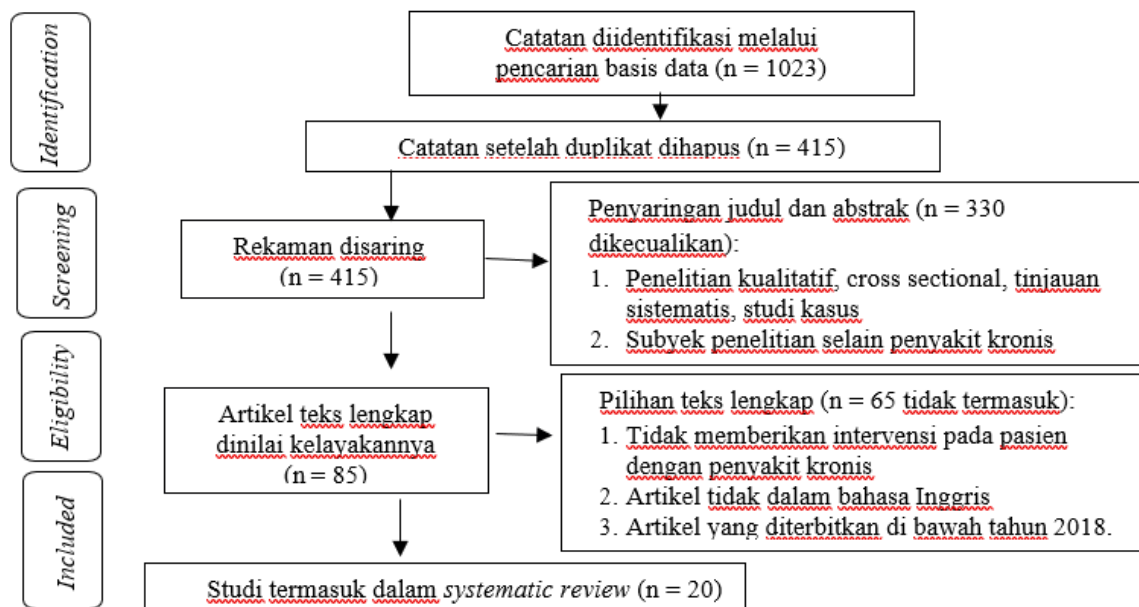 Identification
Catatan diidentifikasi melalui
pencarian basis data (n = 1023)
Catatan setelah duplikat dihapus (n = 415)
Screening
Rekaman disaring
(n = 415)
Penyaringan judul dan abstrak (n = 330
dikecualikan):
1. Penelitian kualitatif, cross sectional, tinjauan
sistematis, studi kasus
2. Subyek penelitian selain penyakit kronis
Eligibility
Artikel teks lengkap
dinilai kelayakannya
(n = 85)
Pilihan teks lengkap (n = 65 tidak termasuk):
1. Tidak memberikan intervensi pada pasien
dengan penyakit kronis
2. Artikel tidak dalam bahasa Inggris
3. Artikel yang diterbitkan di bawah tahun 2018.
Included
Studi termasuk dalam systematic review (n = 20)